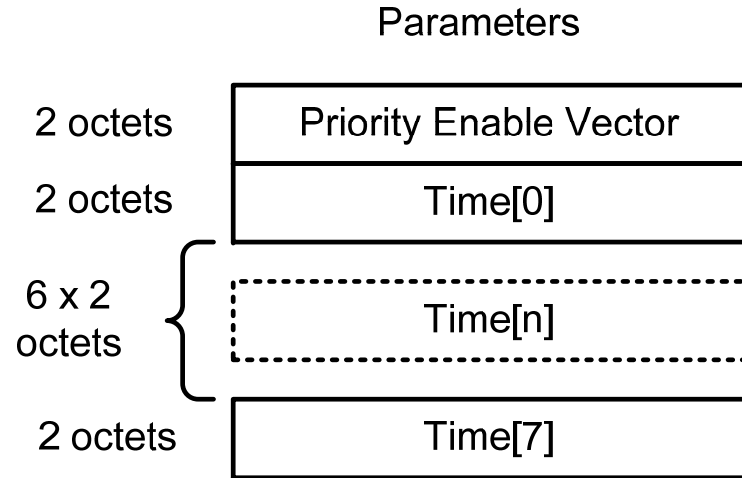 Parameters
2 octets Priority Enable Vector
2 octets Time[0]
6 x 2
octets
Time[n]
2 octets Time[7]